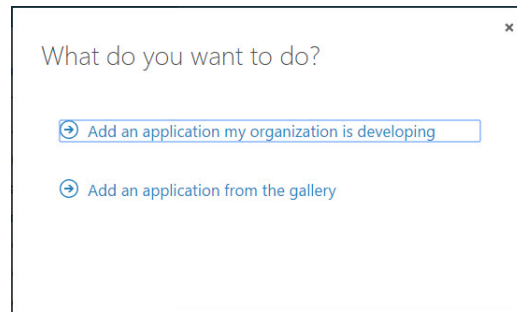 What do you want to do?
Add an application my organization is developing
Add an application from the gallery